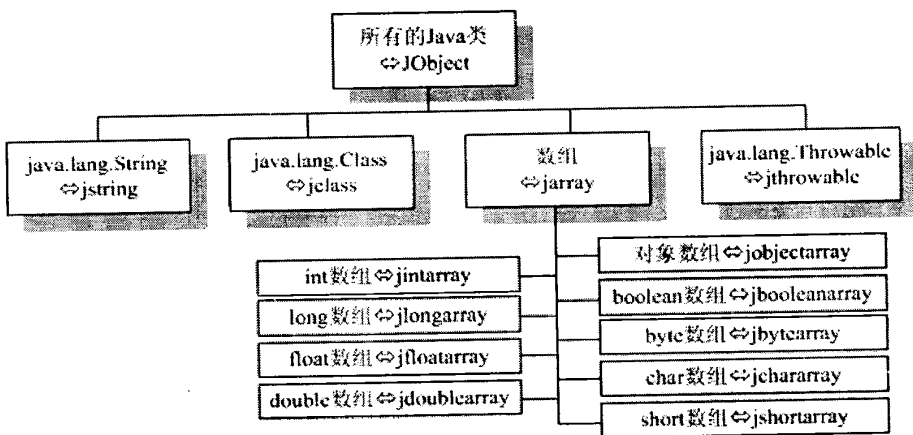 所有的Java类
⇔JObject
java.lang.String
⇔jstring
java.lang.Class
⇔jclass
数组
⇔jarray
java.lang.Throwable
⇔jthrowable
int数组⇔jintarray
long数组⇔jlongarray
float数组⇔jfloatarray
double数组⇔jdoublearray
对象数组⇔jobjectarray
boolean数组⇔jbooleanarray
byte数组⇔jbytearray
char数组⇔jchararray
short数组⇔jshortarray